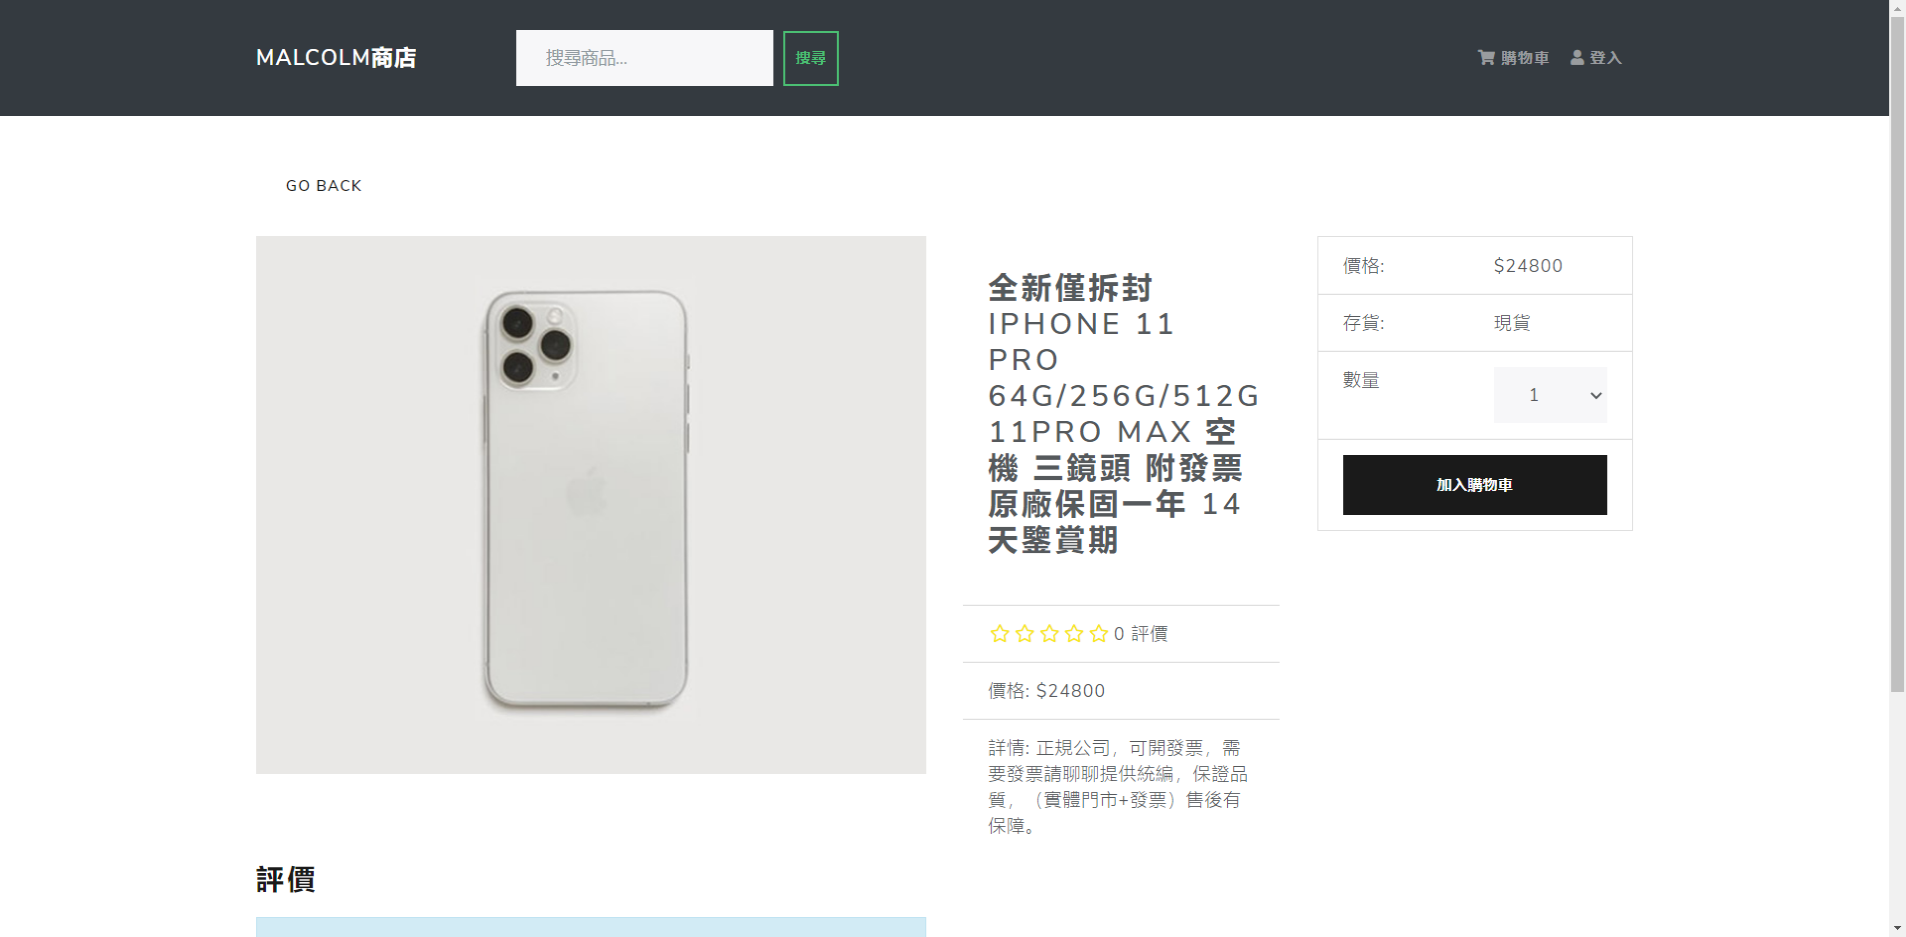 MALCOLM商店
搜尋商品...
搜尋
購物車
登入
GO BACK
全新僅拆封
IPHONE 11
PRO
64G/256G/512G
11PRO MAX 空
機 三鏡頭 附發票
原廠保固一年 14
天鑒賞期
0 評價
價格: $24800
詳情: 正規公司，可開發票，需
要發票請聊聊提供統編，保證品
質，（實體門市+發票）售後有
保障。
價格: $24800
存貨: 現貨
數量 1
加入購物車
評價